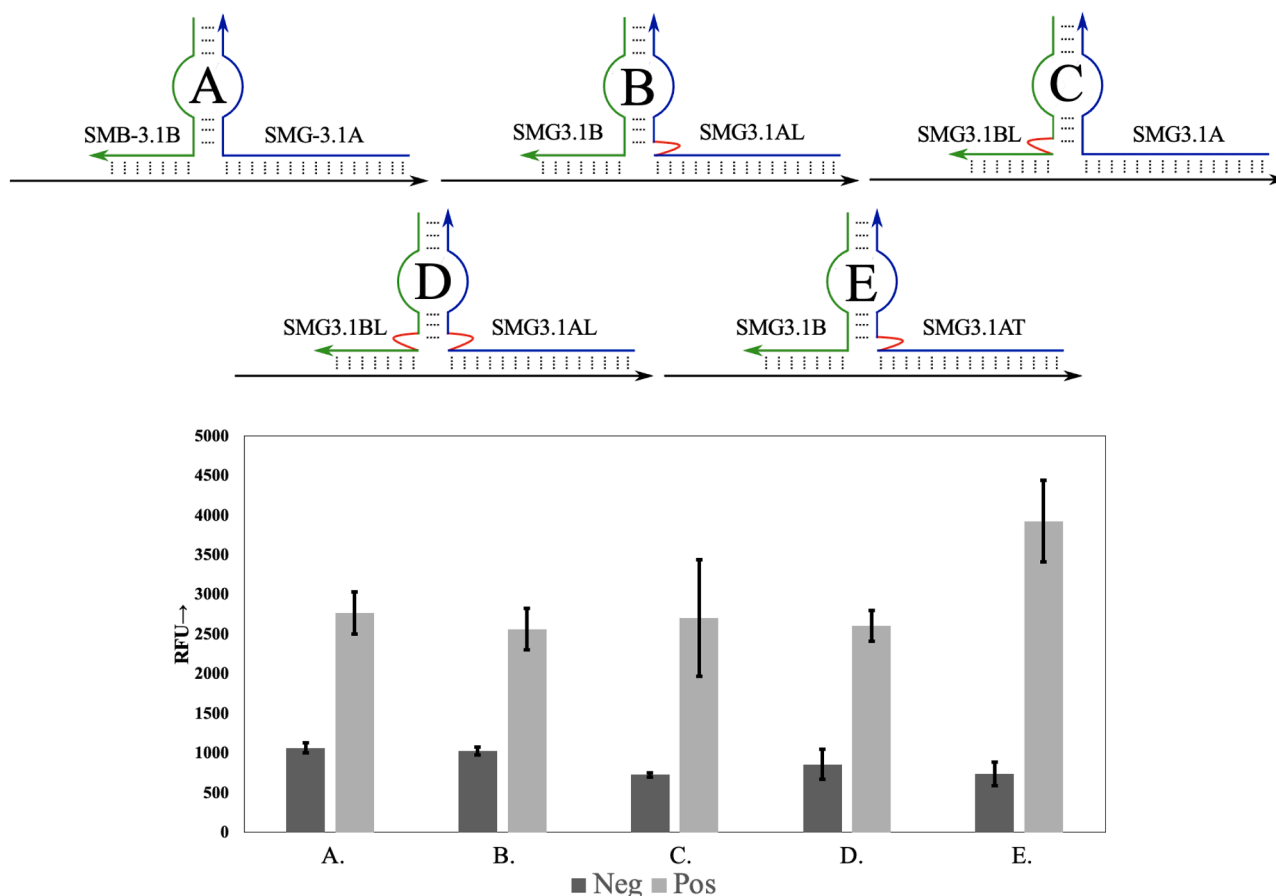 A B C
SMB-3.1B SMG-3.1A SMG3.1B SMG3.1AL SMG3.1BL SMG3.1A
D E
SMG3.1BL SMG3.1AL SMG3.1B SMG3.1AT
5000
4500
4000
3500
3000
2500
2000
1500
1000
500
0
RFU→
A. B. C. D. E.
Neg Pos